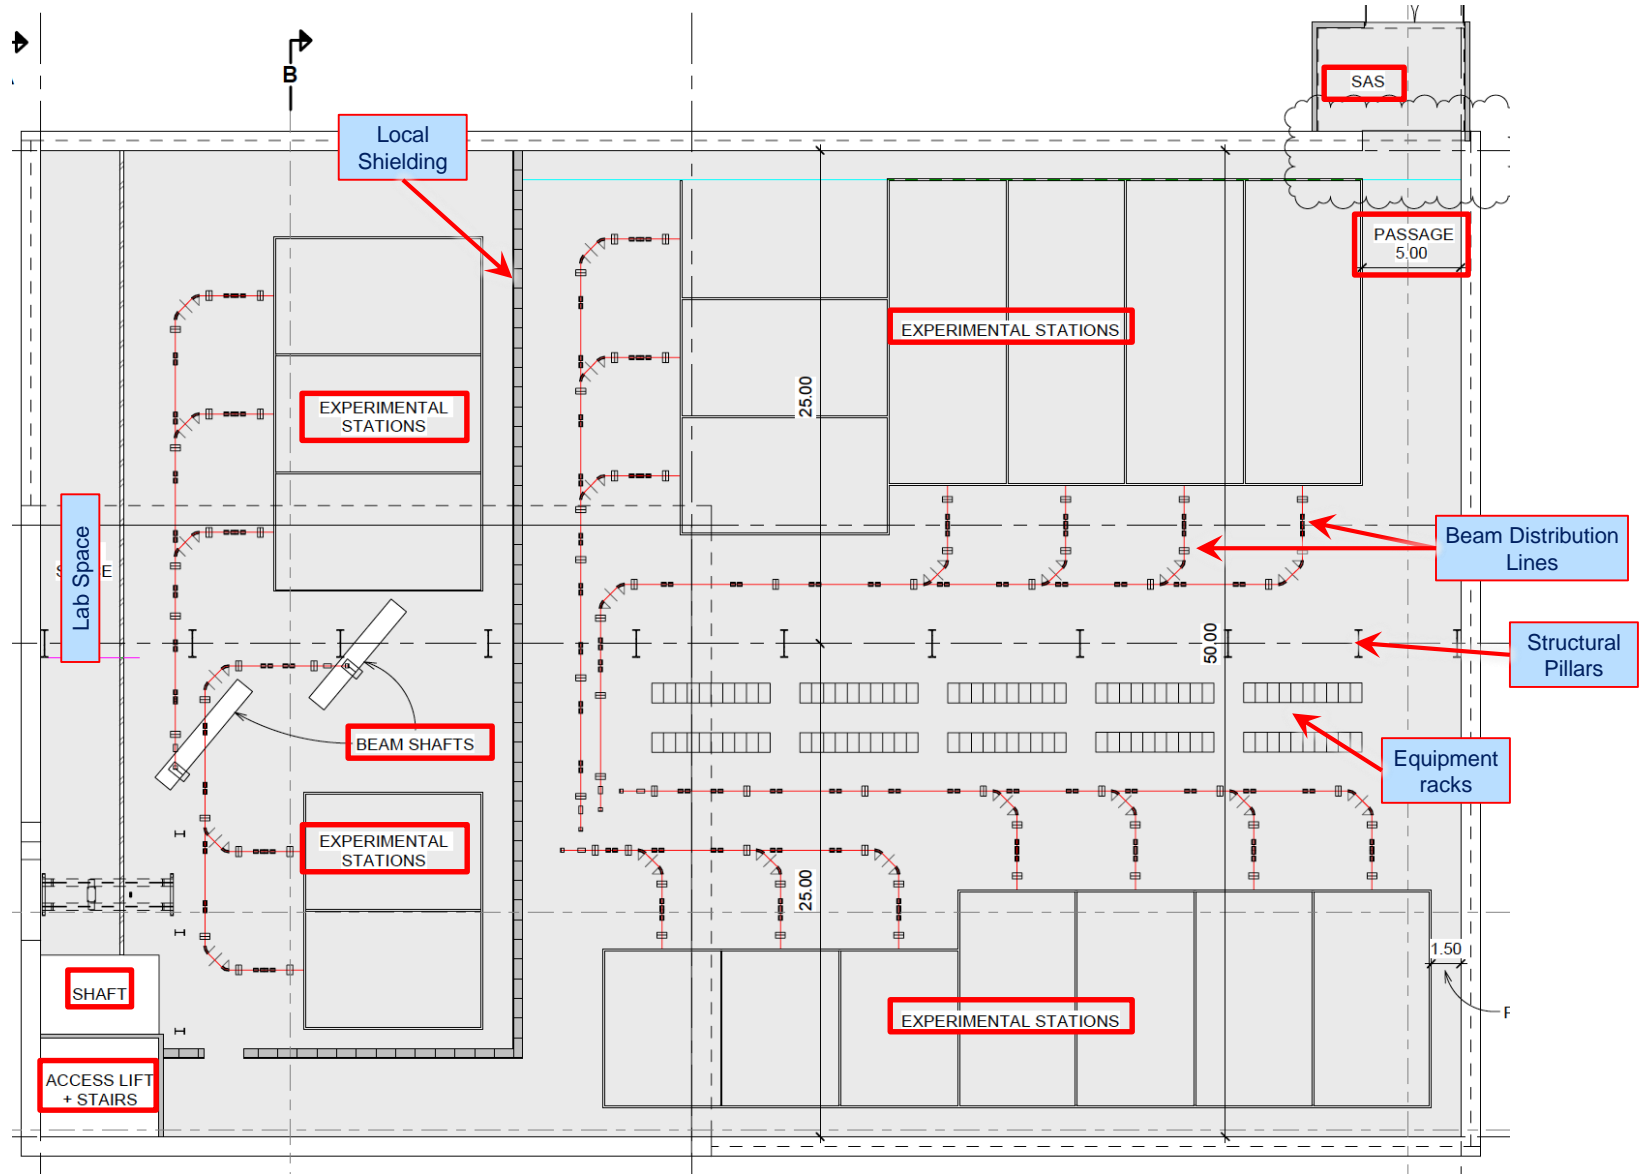 B
SAS
Local
Shielding
PASSAGE
5.00
EXPERIMENTAL STATIONS
25.00
EXPERIMENTAL
STATIONS
Beam Distribution
Lines
Lab Space
50.00
Structural
Pillars
BEAM SHAFTS
Equipment
racks
EXPERIMENTAL
STATIONS
25.00
1.50
SHAFT
EXPERIMENTAL STATIONS
ACCESS LIFT
+ STAIRS